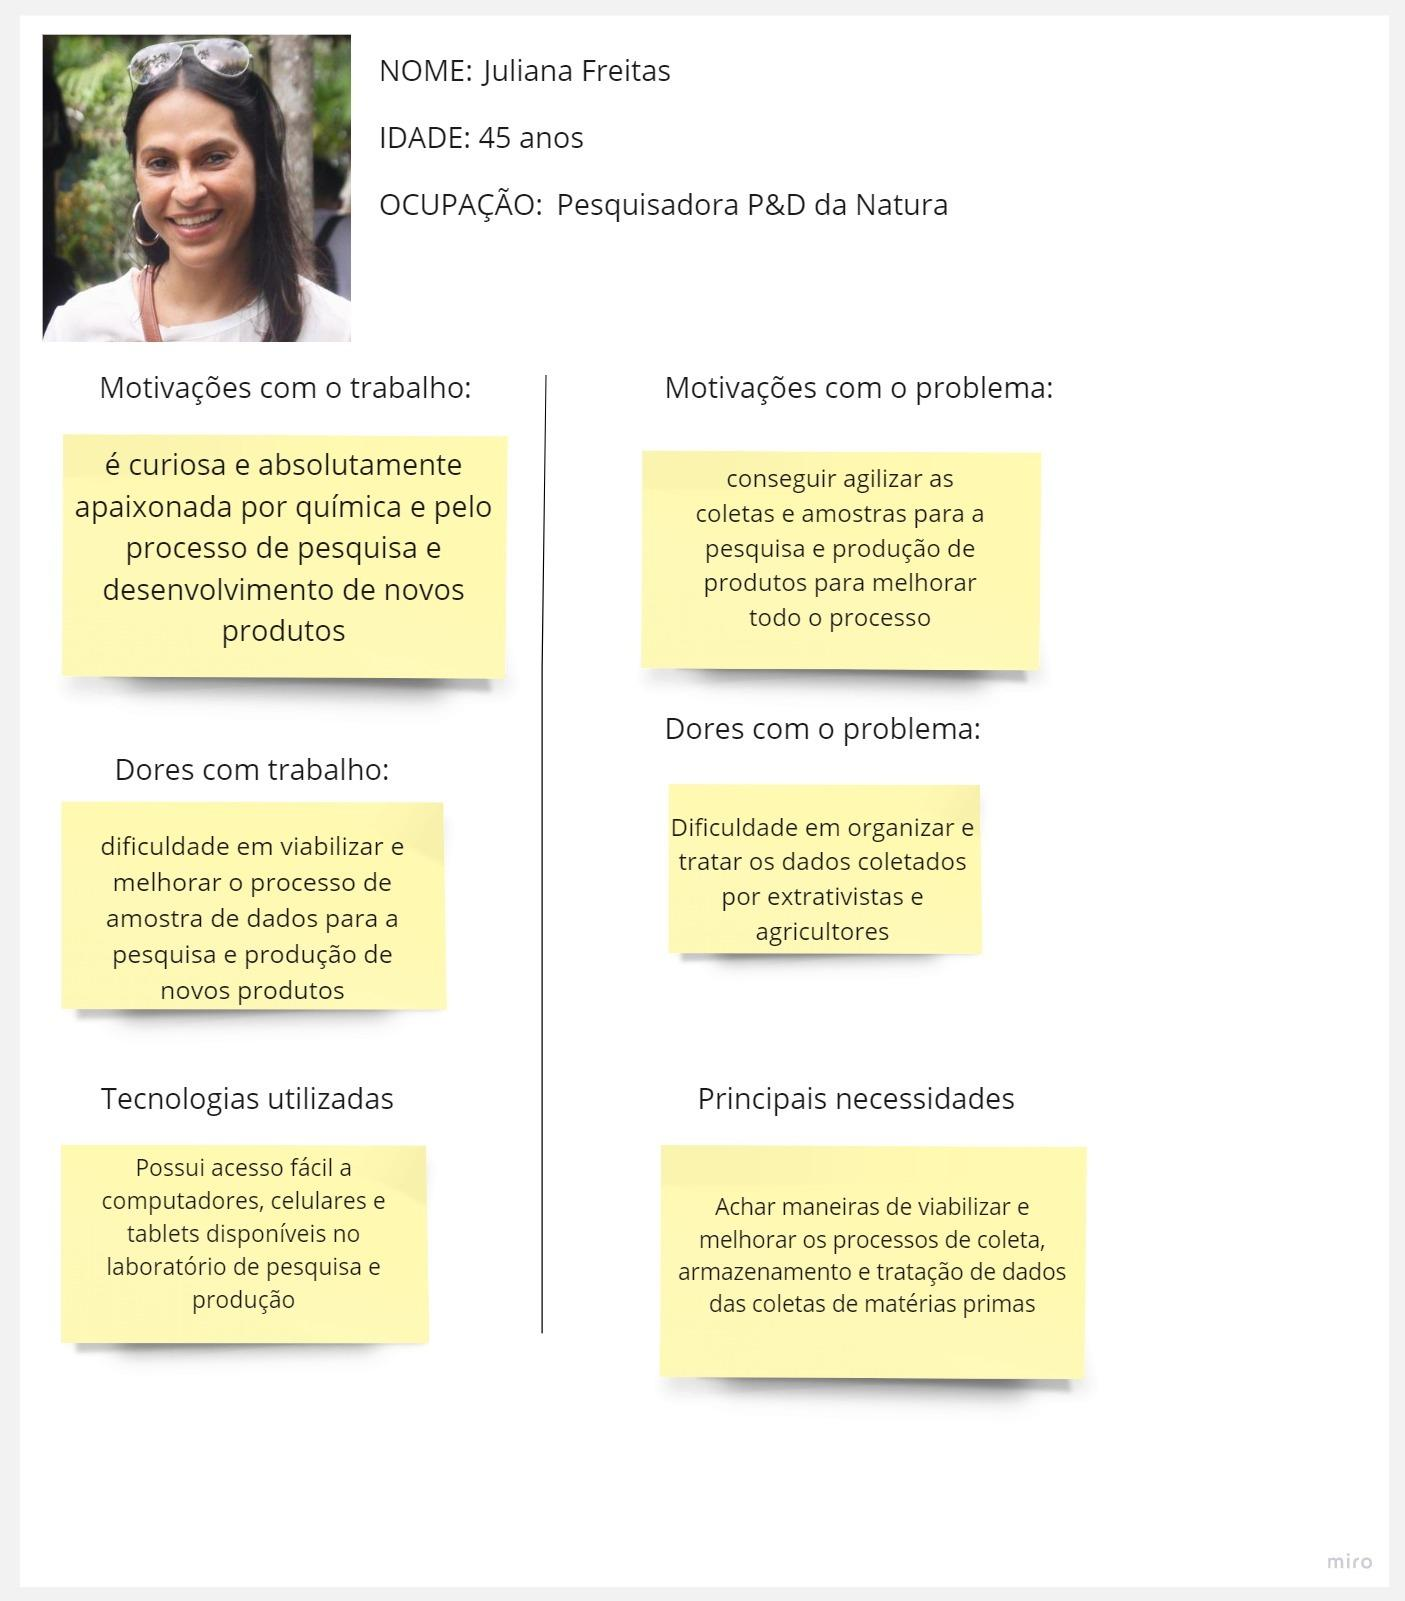 NOME: Juliana Freitas
IDADE: 45 anos
OCUPAÇÃO: Pesquisadora P&D da Natura
Motivações com o trabalho:
é curiosa e absolutamente
apaixonada por química e pelo
processo de pesquisa e
desenvolvimento de novos
produtos
Dores com trabalho:
dificuldade em viabilizar e
melhorar o processo de
amostra de dados para a
pesquisa e produção de
novos produtos
Tecnologias utilizadas
Possui acesso fácil a
computadores, celulares e
tablets disponíveis no
laboratório de pesquisa e
produção
Motivações com o problema:
conseguir agilizar as
coletas e amostras para a
pesquisa e produção de
produtos para melhorar
todo o processo
Dores com o problema:
Dificuldade em organizar e
tratar os dados coletados
por extrativistas e
agricultores
Principais necessidades
Achar maneiras de viabilizar e
melhorar os processos de coleta,
armazenamento e tratação de dados
das coletas de matérias primas
miro